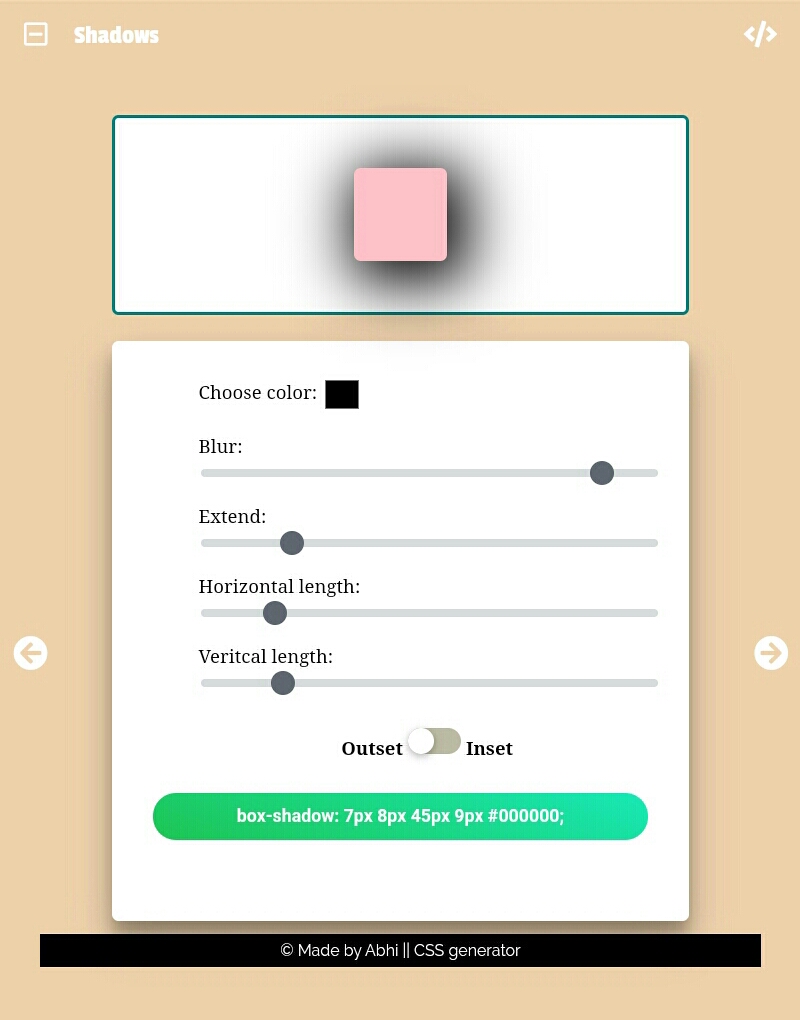 Shadows
Choose color:
Blur:
Extend:
Horizontal length:
Veritcal length:
Outset Inset
box-shadow: 7px 8px 45px 9px #000000;
© Made by Abhi || CSS generator